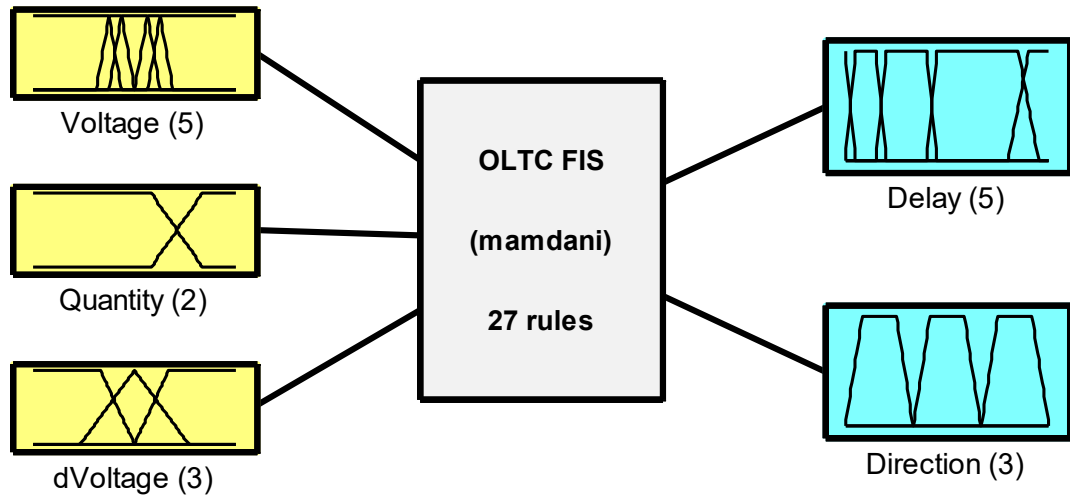 Voltage (5)
Quantity (2)
dVoltage (3)
OLTC FIS
(mamdani)
27 rules
Delay (5)
Direction (3)